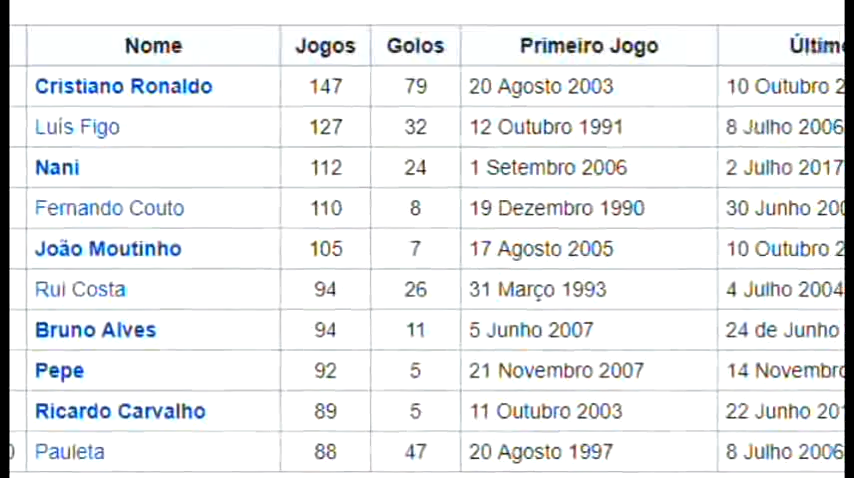 Nome Jogos Golos Primeiro Jogo
Cristiano Ronaldo 147 79 20 Agosto 2003 10 Outubro
Luís Figo 127 32 12 Outubro 1991 8 Julho 2006
Nani 112 24 1 Setembro 2006 2 Julho 2017
Fernando Couto 110 8 19 Dezembro 1990 30 Junho
João Moutinho 105 7 17 Agosto 2005 10 Outubro
Rui Costa 94 26 31 Março 1993 4 Julho 2004
Bruno Alves 94 11 5 Junho 2007 24 de Junho
Pepe 92 5 21 Novembro 2007 14
Ricardo Carvalho 89 5 11 Outubro 2003 22 Junho
Pauleta 88 47 20 Agosto 1997 8 Julho 2006